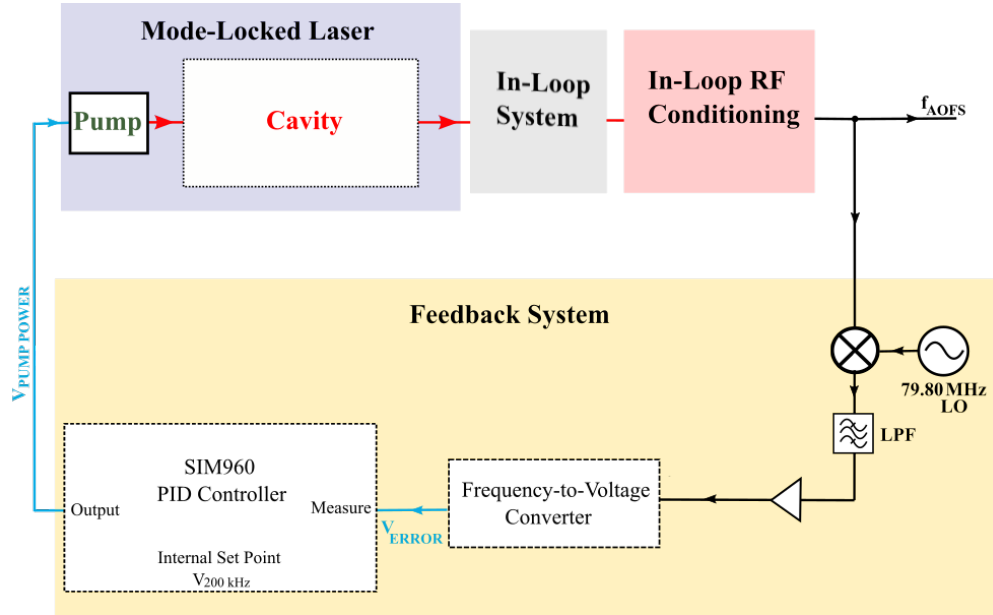 Mode-Locked Laser
Pump
Cavity
In-Loop
System
In-Loop RF
Conditioning
fAOFS
VPUMP POWER
Feedback System
79.80 MHz
LO
LPF
SIM960
PID Controller
Output
Measure
Internal Set Point
V200 kHz
VERROR
Frequency-to-Voltage
Converter